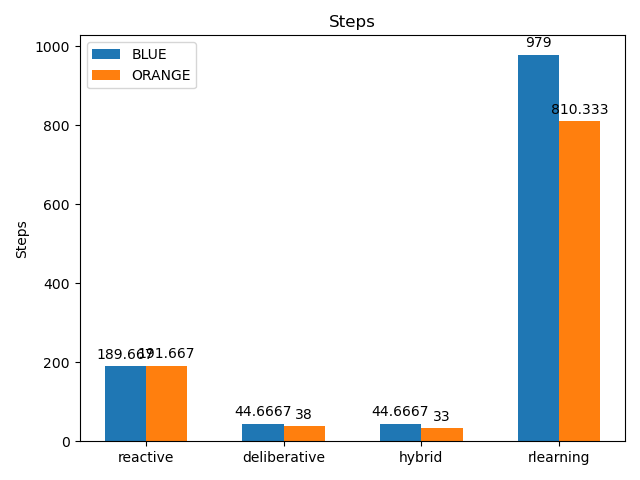 Steps
BLUE
ORANGE
979
810.333
189.667
191.667
44.6667
38
44.6667
33
1000
800
600
400
200
0
Steps
reactive
deliberative
hybrid
rlearning